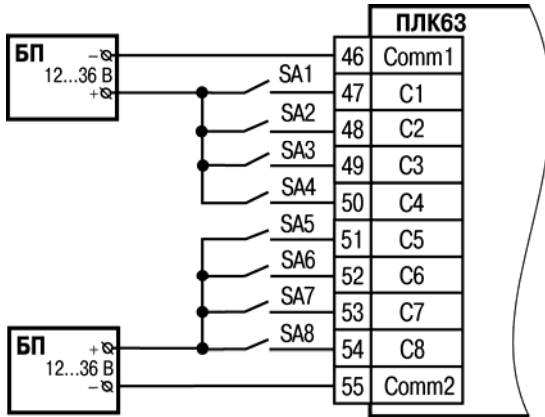 ПЛК63
БП
–
12...36 В
+
SA1
SA2
SA3
SA4
SA5
SA6
SA7
SA8
46 Comm1
47 C1
48 C2
49 C3
50 C4
51 C5
52 C6
53 C7
54 C8
55 Comm2
БП
+
12...36 В
–